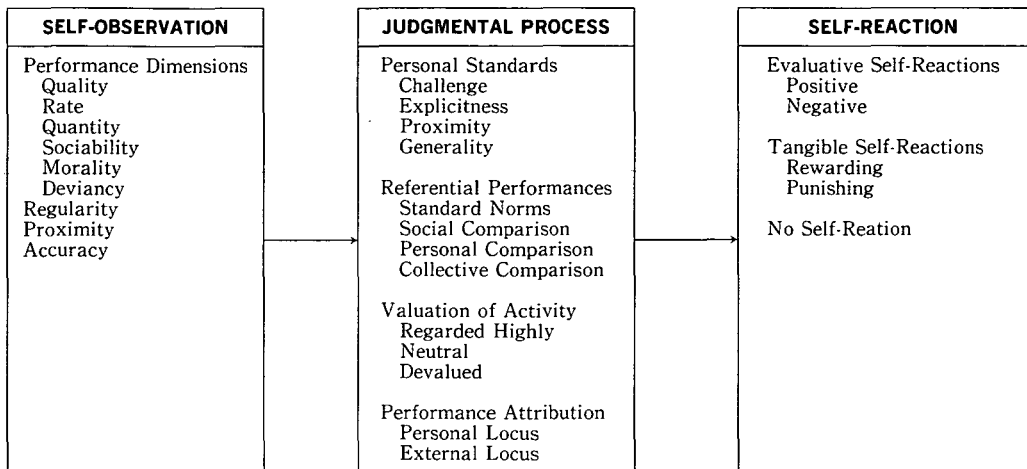 SELF-OBSERVATION
Performance Dimensions
Quality
Rate
Quantity
Sociability
Morality
Deviancy
Regularity
Proximity
Accuracy
JUDGMENTAL PROCESS
Personal Standards
Challenge
Explicitness
Proximity
Generality
Referential Performances
Standard Norms
Social Comparison
Personal Comparison
Collective Comparison
Valuation of Activity
Regarded Highly
Neutral
Devalued
Performance Attribution
Personal Locus
External Locus
SELF-REACTION
Evaluative Self-Reactions
Positive
Negative
Tangible Self-Reactions
Rewarding
Punishing
No Self-Reation